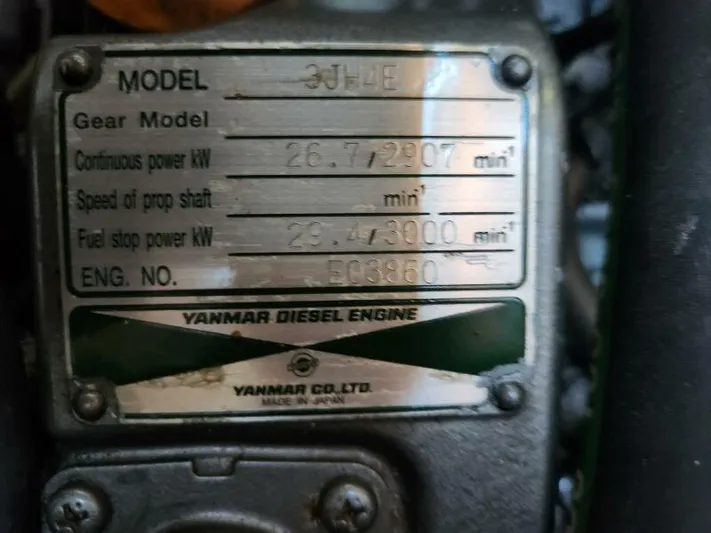 MODEL 3JH4E
Gear Model
Continuous power kW 26.7/2907 min⁻¹
Speed of prop shaft min⁻¹
Fuel stop power kW 29.4/3000 min⁻¹
ENG. NO. E03860
YANMAR DIESEL ENGINE
YANMAR CO.,LTD.
MADE IN JAPAN